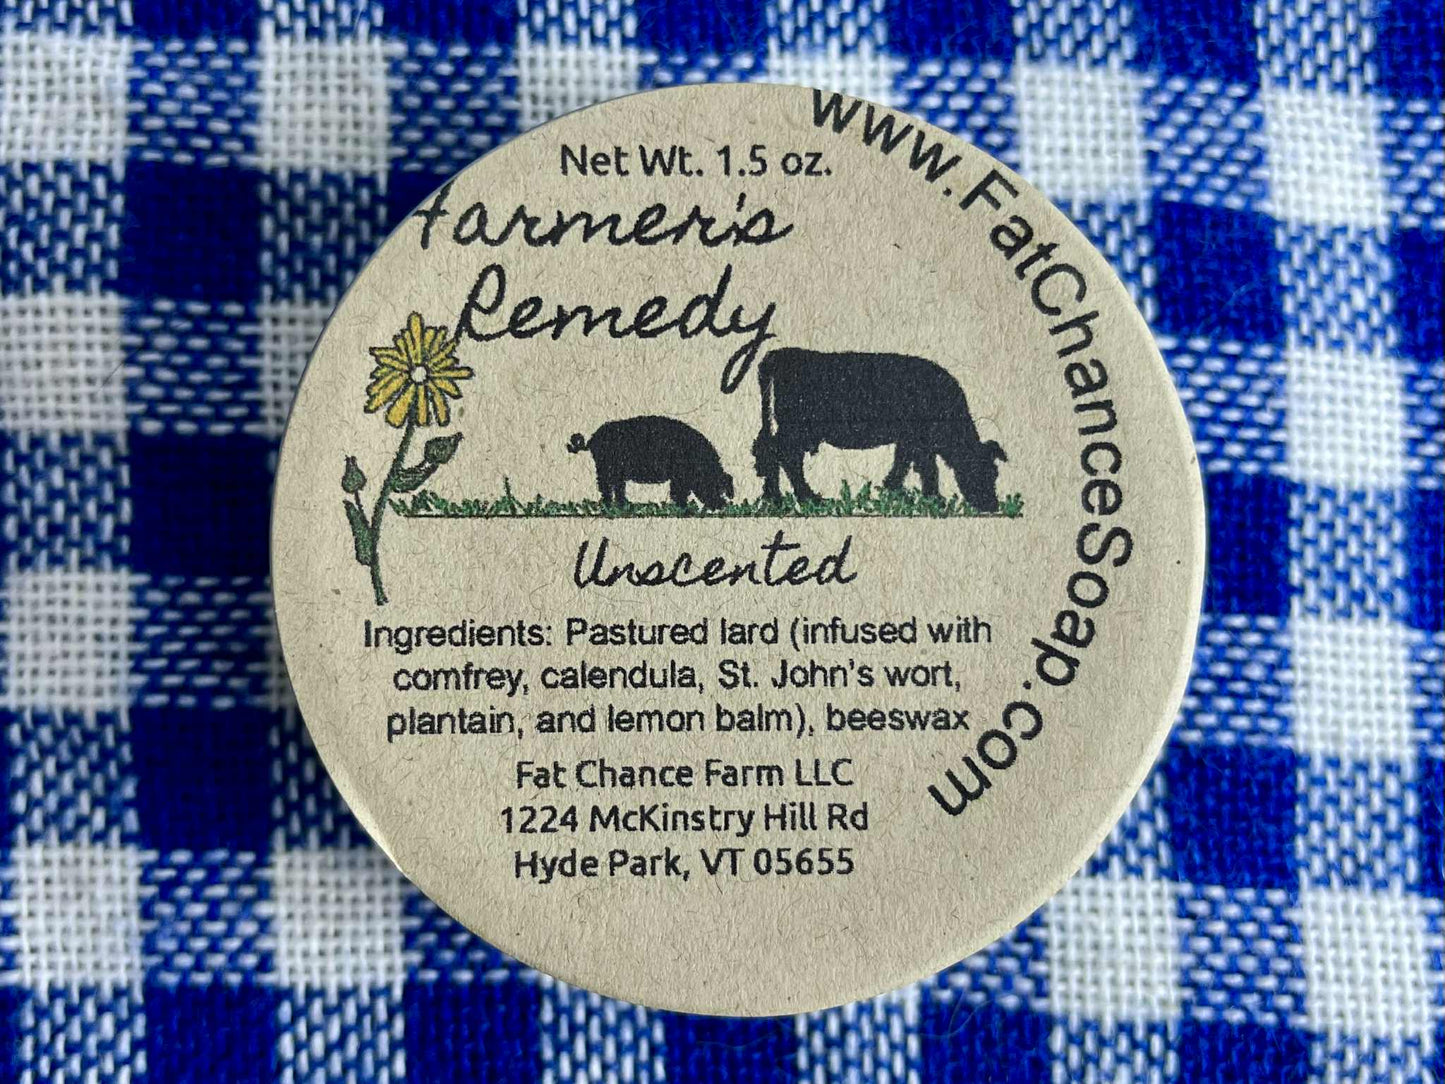 Net Wt. 1.5 oz.
Farmer's
Remedy
Unscented
Ingredients: Pastured lard (infused with
comfrey, calendula, St. John's wort,
plantain, and lemon balm), beeswax
Fat Chance Farm LLC
1224 McKinstry Hill Rd
Hyde Park, VT 05655
www.FatChanceSoap.com